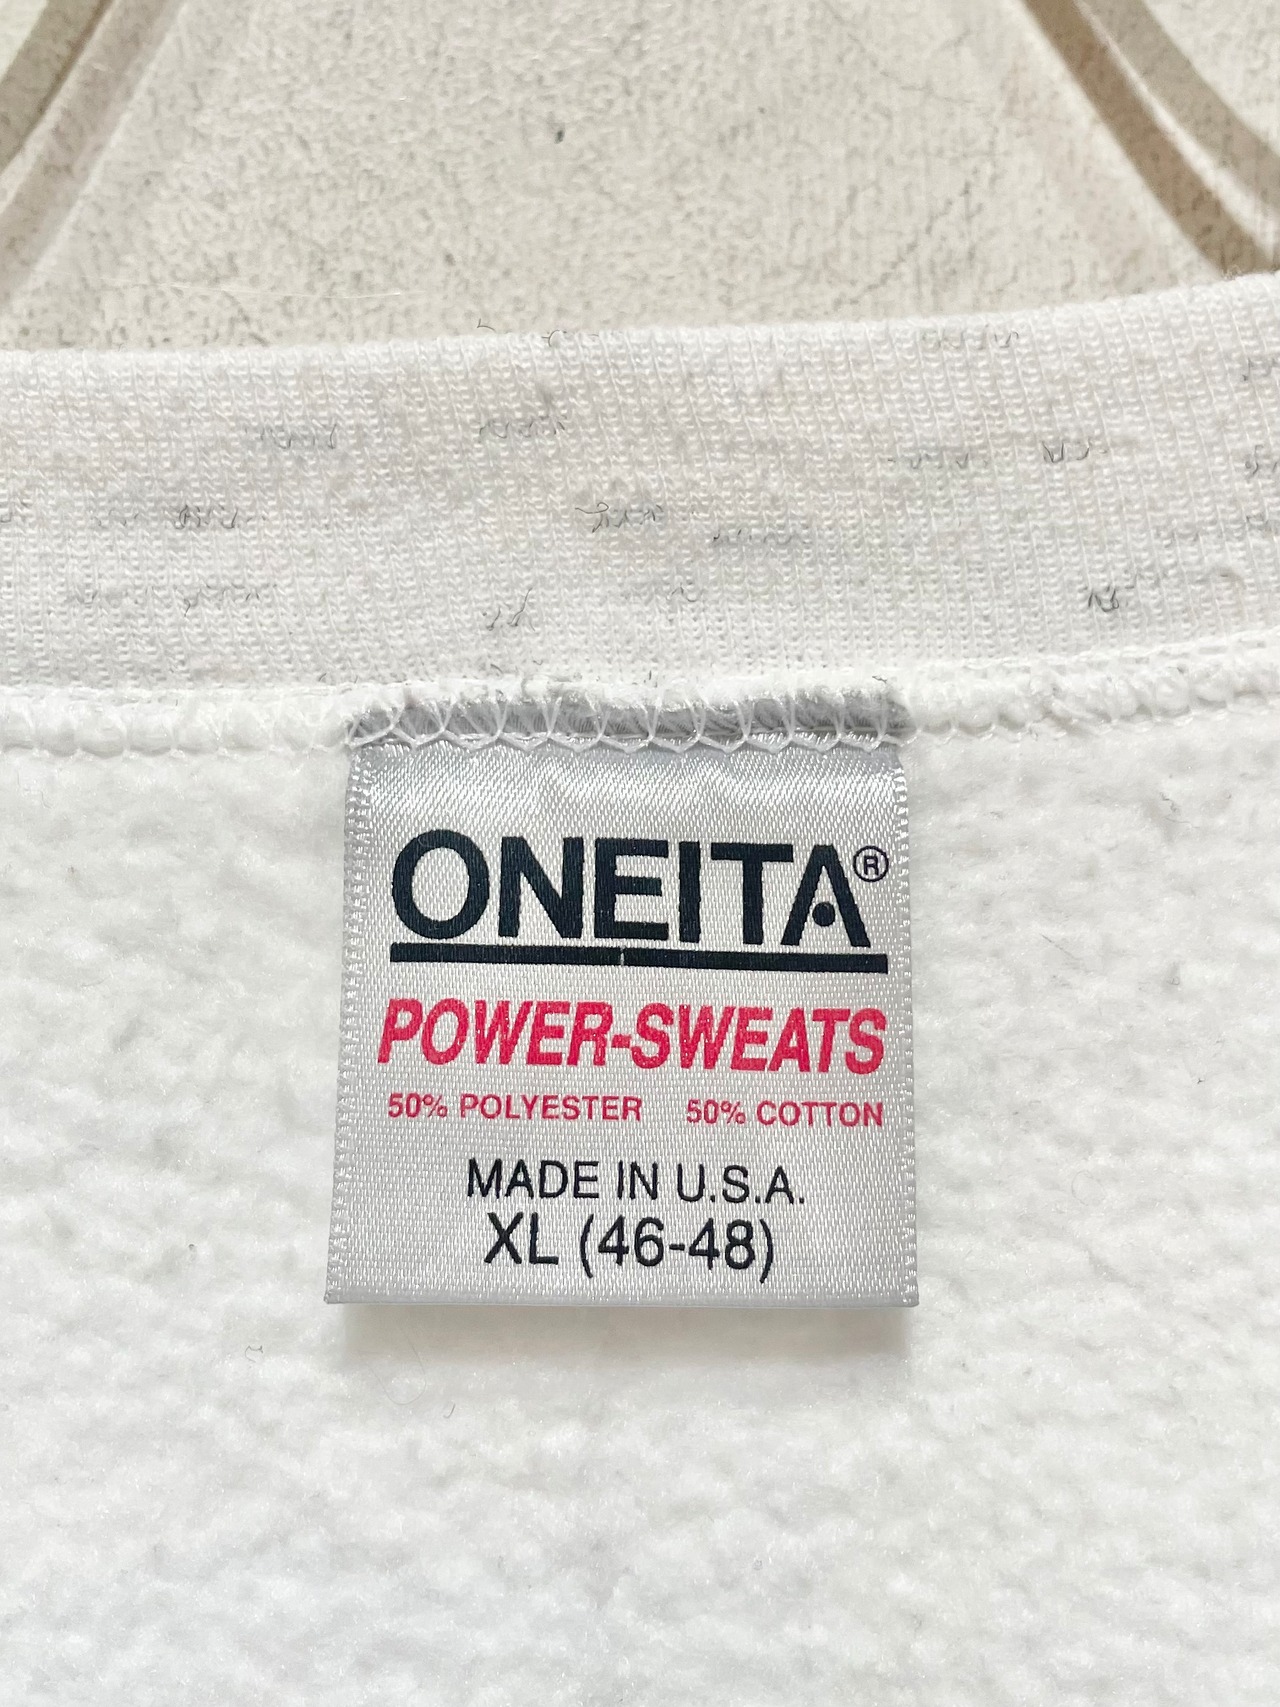 ONEITA®
POWER-SWEATS
50% POLYESTER 50% COTTON
MADE IN U.S.A.
XL (46-48)